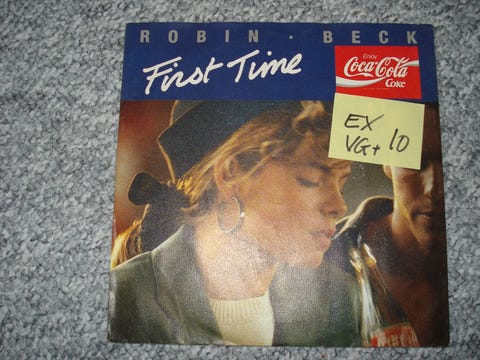 ROBIN · BECK
First Time
Enjoy
Coca-Cola
COKE
EX
VG+ 10